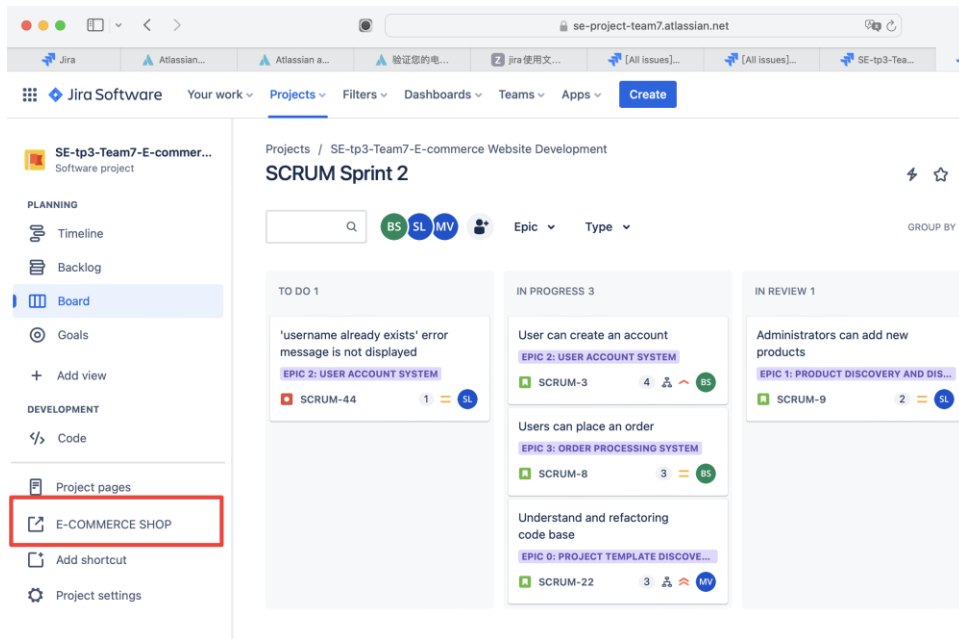 se-project-team7.atlassian.net
Jira
Atlassian...
Atlassian a...
验证您的电...
Z jira 使用文...
[All issues]...
[All issues]...
SE-tp3-Tea...
Jira Software
Your work
Projects
Filters
Dashboards
Teams
Apps
Create
SE-tp3-Team7-E-commer...
Software project
PLANNING
Timeline
Backlog
Board
Goals
Add view
DEVELOPMENT
Code
Project pages
E-COMMERCE SHOP
Add shortcut
Project settings
Projects / SE-tp3-Team7-E-commerce Website Development
SCRUM Sprint 2
BS SL MV
Epic
Type
GROUP BY
TO DO 1
'username already exists' error
message is not displayed
EPIC 2: USER ACCOUNT SYSTEM
SCRUM-44 1 SL
IN PROGRESS 3
User can create an account
EPIC 2: USER ACCOUNT SYSTEM
SCRUM-3 4 BS
Users can place an order
EPIC 3: ORDER PROCESSING SYSTEM
SCRUM-8 3 BS
Understand and refactoring
code base
EPIC 0: PROJECT TEMPLATE DISCOVE...
SCRUM-22 3 MV
IN REVIEW 1
Administrators can add new
products
EPIC 1: PRODUCT DISCOVERY AND DIS...
SCRUM-9 2 SL